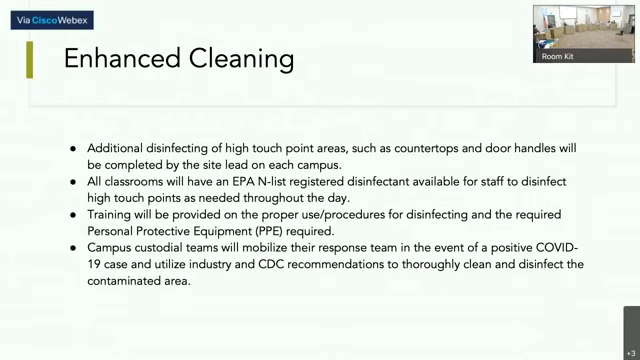 Via CiscoWebex
Room Kit
Enhanced Cleaning
● Additional disinfecting of high touch point areas, such as countertops and door handles will
be completed by the site lead on each campus.
● All classrooms will have an EPA N-list registered disinfectant available for staff to disinfect
high touch points as needed throughout the day.
● Training will be provided on the proper use/procedures for disinfecting and the required
Personal Protective Equipment (PPE) required.
● Campus custodial teams will mobilize their response team in the event of a positive COVID-
19 case and utilize industry and CDC recommendations to thoroughly clean and disinfect the
contaminated area.
+3